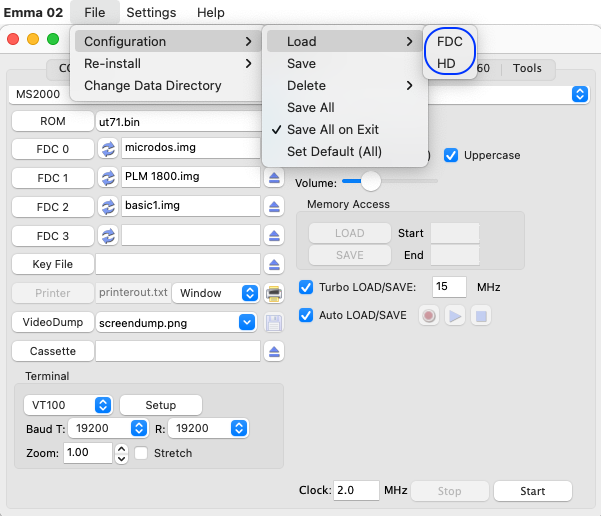 Emma 02 File Settings Help
Configuration
Re-install
Change Data Directory
Load
Save
Delete
Save All
Save All on Exit
Set Default (All)
FDC
HD
60 Tools
MS2000
ROM ut71.bin
FDC 0 microdos.img
FDC 1 PLM 1800.img
FDC 2 basic1.img
FDC 3
Key File
Printer printerout.txt Window
VideoDump screendump.png
Cassette
Terminal
VT100 Setup
Baud T: 19200 R: 19200
Zoom: 1.00 Stretch
Uppercase
Volume:
Memory Access
LOAD Start
SAVE End
Turbo LOAD/SAVE: 15 MHz
Auto LOAD/SAVE
Clock: 2.0 MHz Stop Start